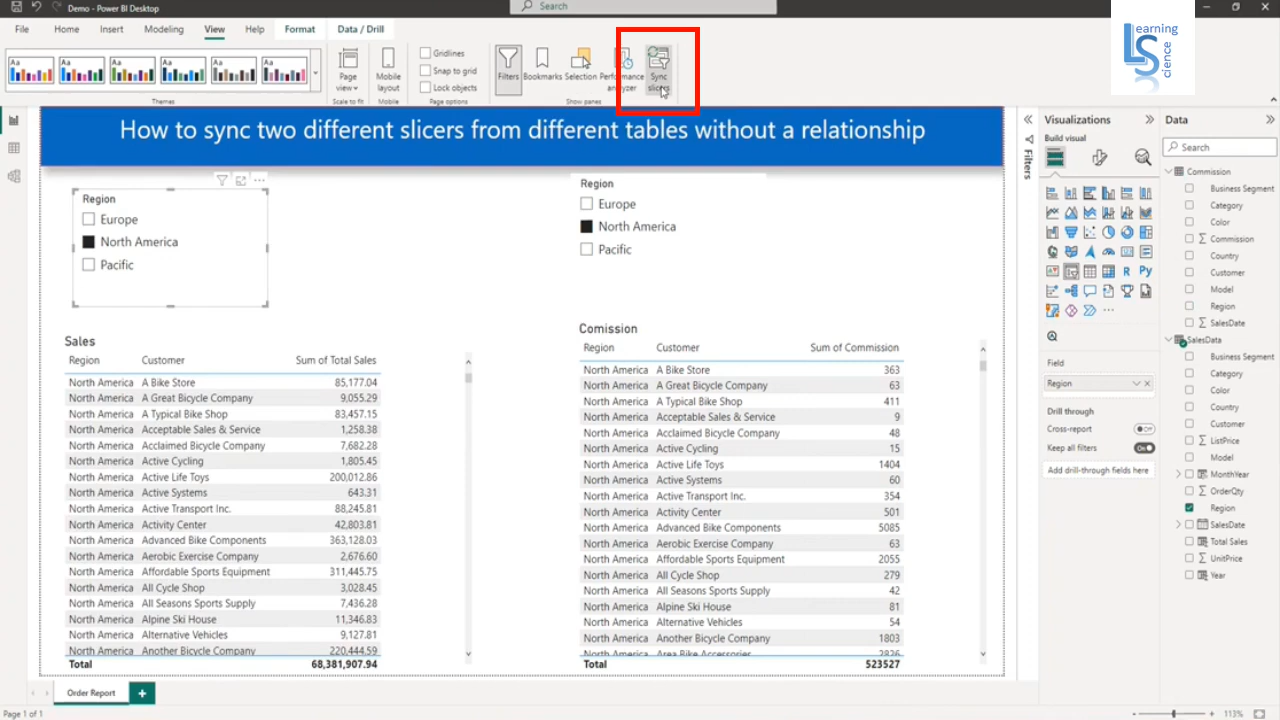 Demo - Power BI Desktop
Search
File Home Insert Modeling View Help Format Data / Drill
Aa Aa Aa Aa Aa Aa
Page view
Mobile layout
Gridlines
Snap to grid
Lock objects
Filters
Bookmarks
Selection
Performance analyzer
Sync slicers
Themes
Scale to fit
Mobile
Page options
Show panes
Learning
Science
How to sync two different slicers from different tables without a relationship
Region
Europe
North America
Pacific
Region
Europe
North America
Pacific
Sales
Region Customer Sum of Total Sales
North America A Bike Store 85,177.04
North America A Great Bicycle Company 9,055.29
North America A Typical Bike Shop 83,457.15
North America Acceptable Sales & Service 1,258.38
North America Acclaimed Bicycle Company 7,682.28
North America Active Cycling 1,805.45
North America Active Life Toys 200,012.86
North America Active Systems 643.31
North America Active Transport Inc. 88,245.81
North America Activity Center 42,803.81
North America Advanced Bike Components 363,128.03
North America Aerobic Exercise Company 2,676.60
North America Affordable Sports Equipment 311,445.75
North America All Cycle Shop 3,028.45
North America All Seasons Sports Supply 7,436.28
North America Alpine Ski House 11,346.83
North America Alternative Vehicles 9,127.81
North America Another Bicycle Company 220,444.59
Total 68,381,907.94
Comission
Region Customer Sum of Commission
North America A Bike Store 363
North America A Great Bicycle Company 63
North America A Typical Bike Shop 411
North America Acceptable Sales & Service 9
North America Acclaimed Bicycle Company 48
North America Active Cycling 15
North America Active Life Toys 1404
North America Active Systems 60
North America Active Transport Inc. 354
North America Activity Center 501
North America Advanced Bike Components 5085
North America Aerobic Exercise Company 63
North America Affordable Sports Equipment 2055
North America All Cycle Shop 279
North America All Seasons Sports Supply 42
North America Alpine Ski House 81
North America Alternative Vehicles 54
North America Another Bicycle Company 1803
North America Area Bike Accessories 2826
Total 523527
Filters
Visualizations
Build visual
R Py
Field
Region
Drill through
Cross-report Off
Keep all filters On
Add drill-through fields here
Data
Search
Commission
Business Segment
Category
Color
Commission
Country
Customer
Model
Region
SalesDate
SalesData
Business Segment
Category
Color
Country
Customer
ListPrice
Model
MonthYear
OrderQty
Region
SalesDate
Total Sales
UnitPrice
Year
Order Report
Page 1 of 1
113%